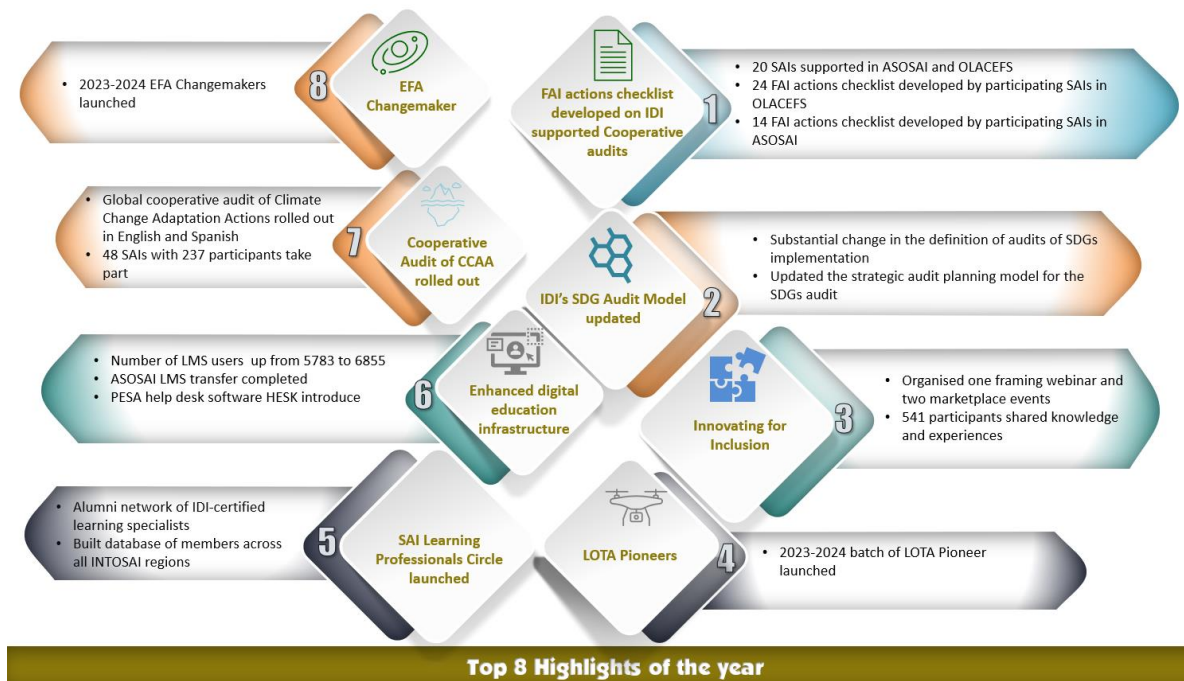 1
FAI actions checklist
developed on IDI
supported Cooperative
audits
• 20 SAIs supported in ASOSAI and OLACEFS
• 24 FAI actions checklist developed by participating SAIs in
OLACEFS
• 14 FAI actions checklist developed by participating SAIs in
ASOSAI
2
IDI's SDG Audit Model
updated
• Substantial change in the definition of audits of SDGs
implementation
• Updated the strategic audit planning model for the
SDGs audit
3
Innovating for
Inclusion
• Organised one framing webinar and
two marketplace events
• 541 participants shared knowledge
and experiences
4
LOTA Pioneers
• 2023-2024 batch of LOTA Pioneer
launched
5
SAI Learning
Professionals Circle
launched
• Alumni network of IDI-certified
learning specialists
• Built database of members across
all INTOSAI regions
6
Enhanced digital
education
infrastructure
• Number of LMS users up from 5783 to 6855
• ASOSAI LMS transfer completed
• PESA help desk software HESK introduce
7
Cooperative
Audit of CCAA
rolled out
• Global cooperative audit of Climate
Change Adaptation Actions rolled out
in English and Spanish
• 48 SAIs with 237 participants take
part
8
EFA
Changemaker
• 2023-2024 EFA Changemakers
launched
Top 8 Highlights of the year